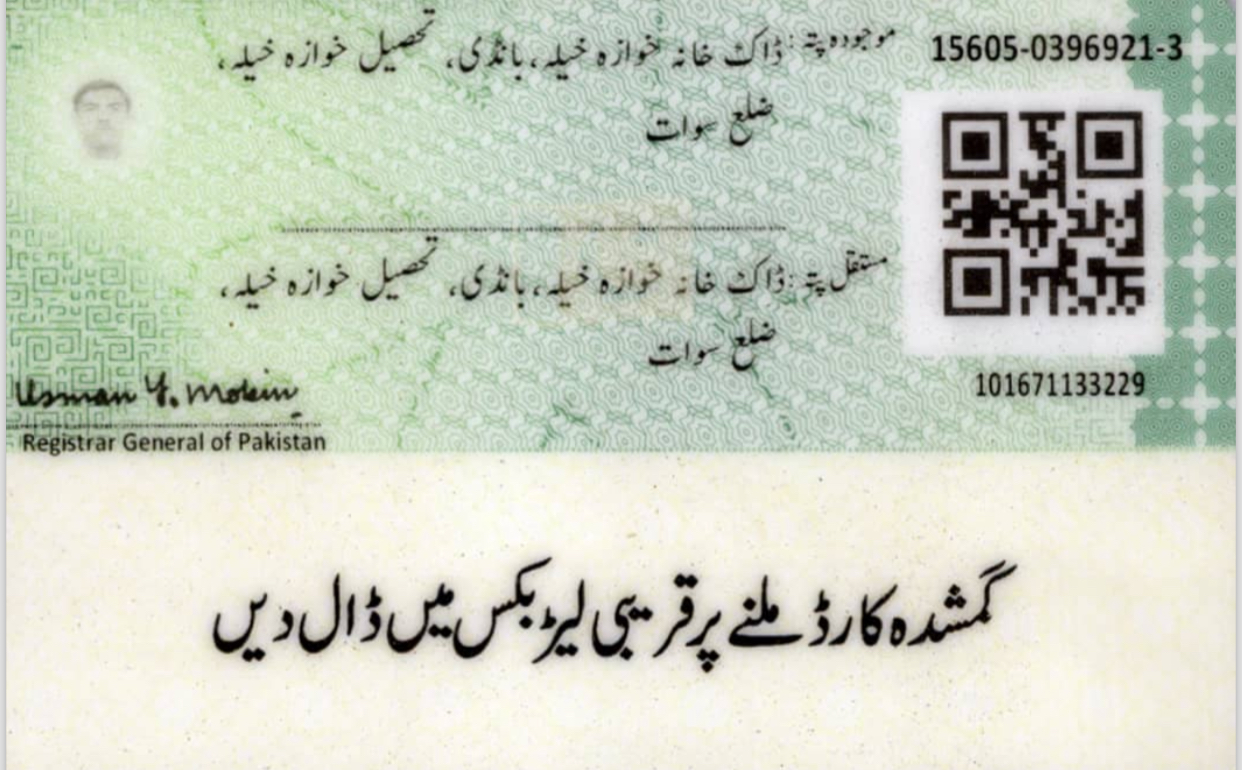 موجودہ پتہ: ڈاک خانہ خوازہ خیلہ، بانڈی، تحصیل خوازہ خیلہ،
ضلع سوات
15605-0396921-3
مستقل پتہ: ڈاک خانہ خوازہ خیلہ، بانڈی، تحصیل خوازہ خیلہ،
ضلع سوات
101671133229
Usman Y. Mobin
Registrar General of Pakistan
گمشدہ کارڈ ملنے پر قریبی لیٹر بکس میں ڈال دیں